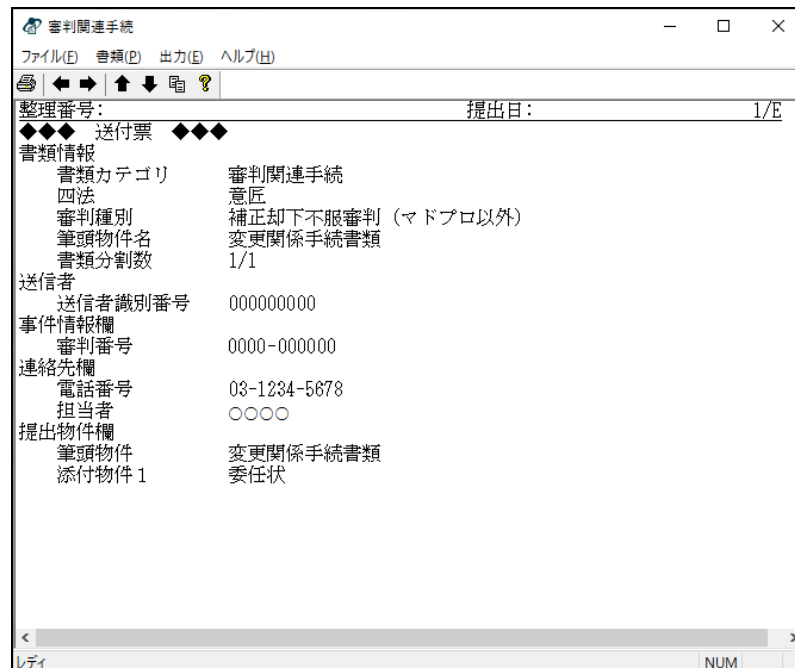 審判関連手続
ファイル(F) 書類(P) 出力(E) ヘルプ(H)
整理番号: 提出日: 1/E
◆◆◆ 送付票 ◆◆◆
書類情報
書類カテゴリ 審判関連手続
四法 意匠
審判種別 補正却下不服審判（マドプロ以外）
筆頭物件名 変更関係手続書類
書類分割数 1/1
送信者
送信者識別番号 000000000
事件情報欄
審判番号 0000-000000
連絡先欄
電話番号 03-1234-5678
担当者 ○○○○
提出物件欄
筆頭物件 変更関係手続書類
添付物件１ 委任状
レディ NUM